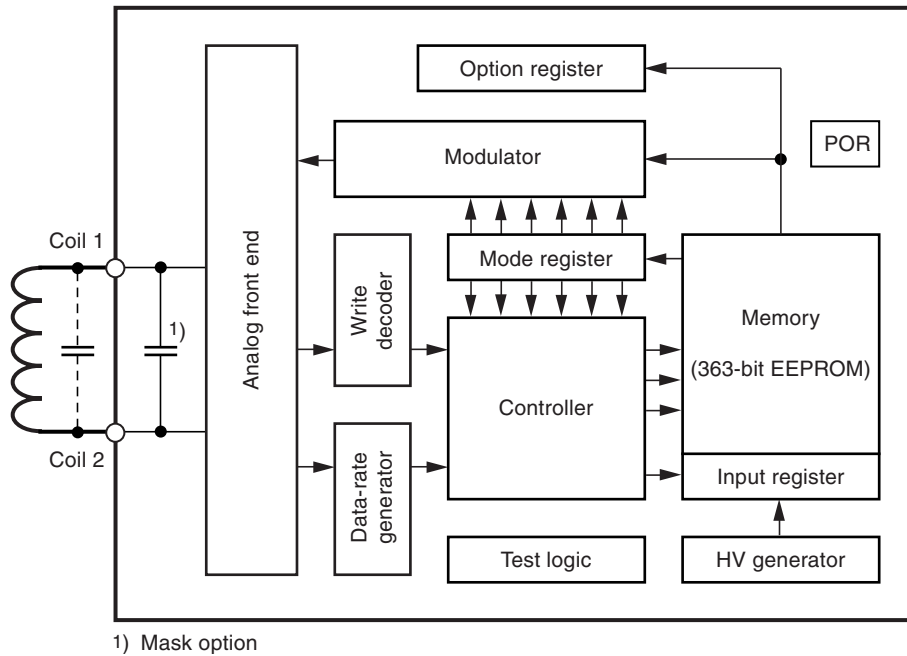 Option register
POR
Modulator
Coil 1
Mode register
Analog front end
Write
decoder
1)
Memory
(363-bit EEPROM)
Controller
Coil 2
Data-rate
generator
Input register
Test logic
HV generator
1) Mask option